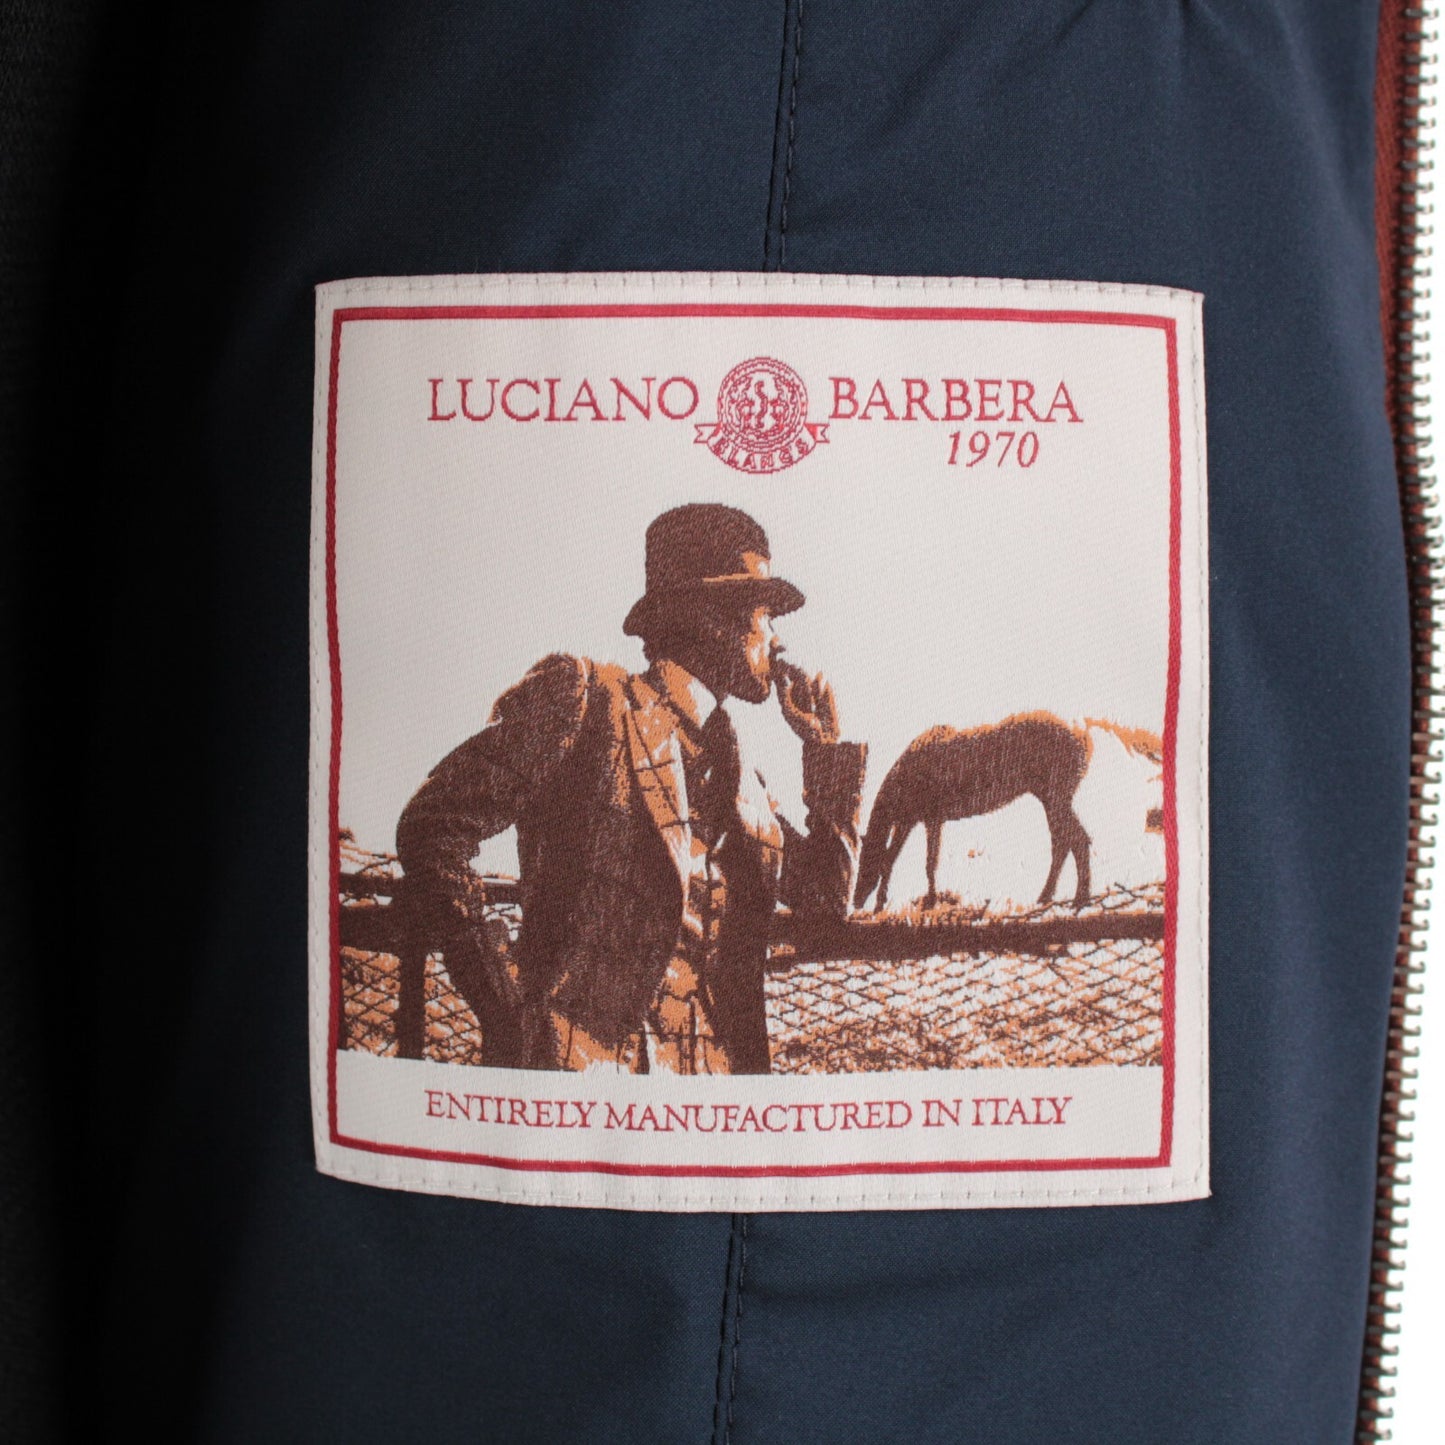 LUCIANO BARBERA
1970
ENTIRELY MANUFACTURED IN ITALY